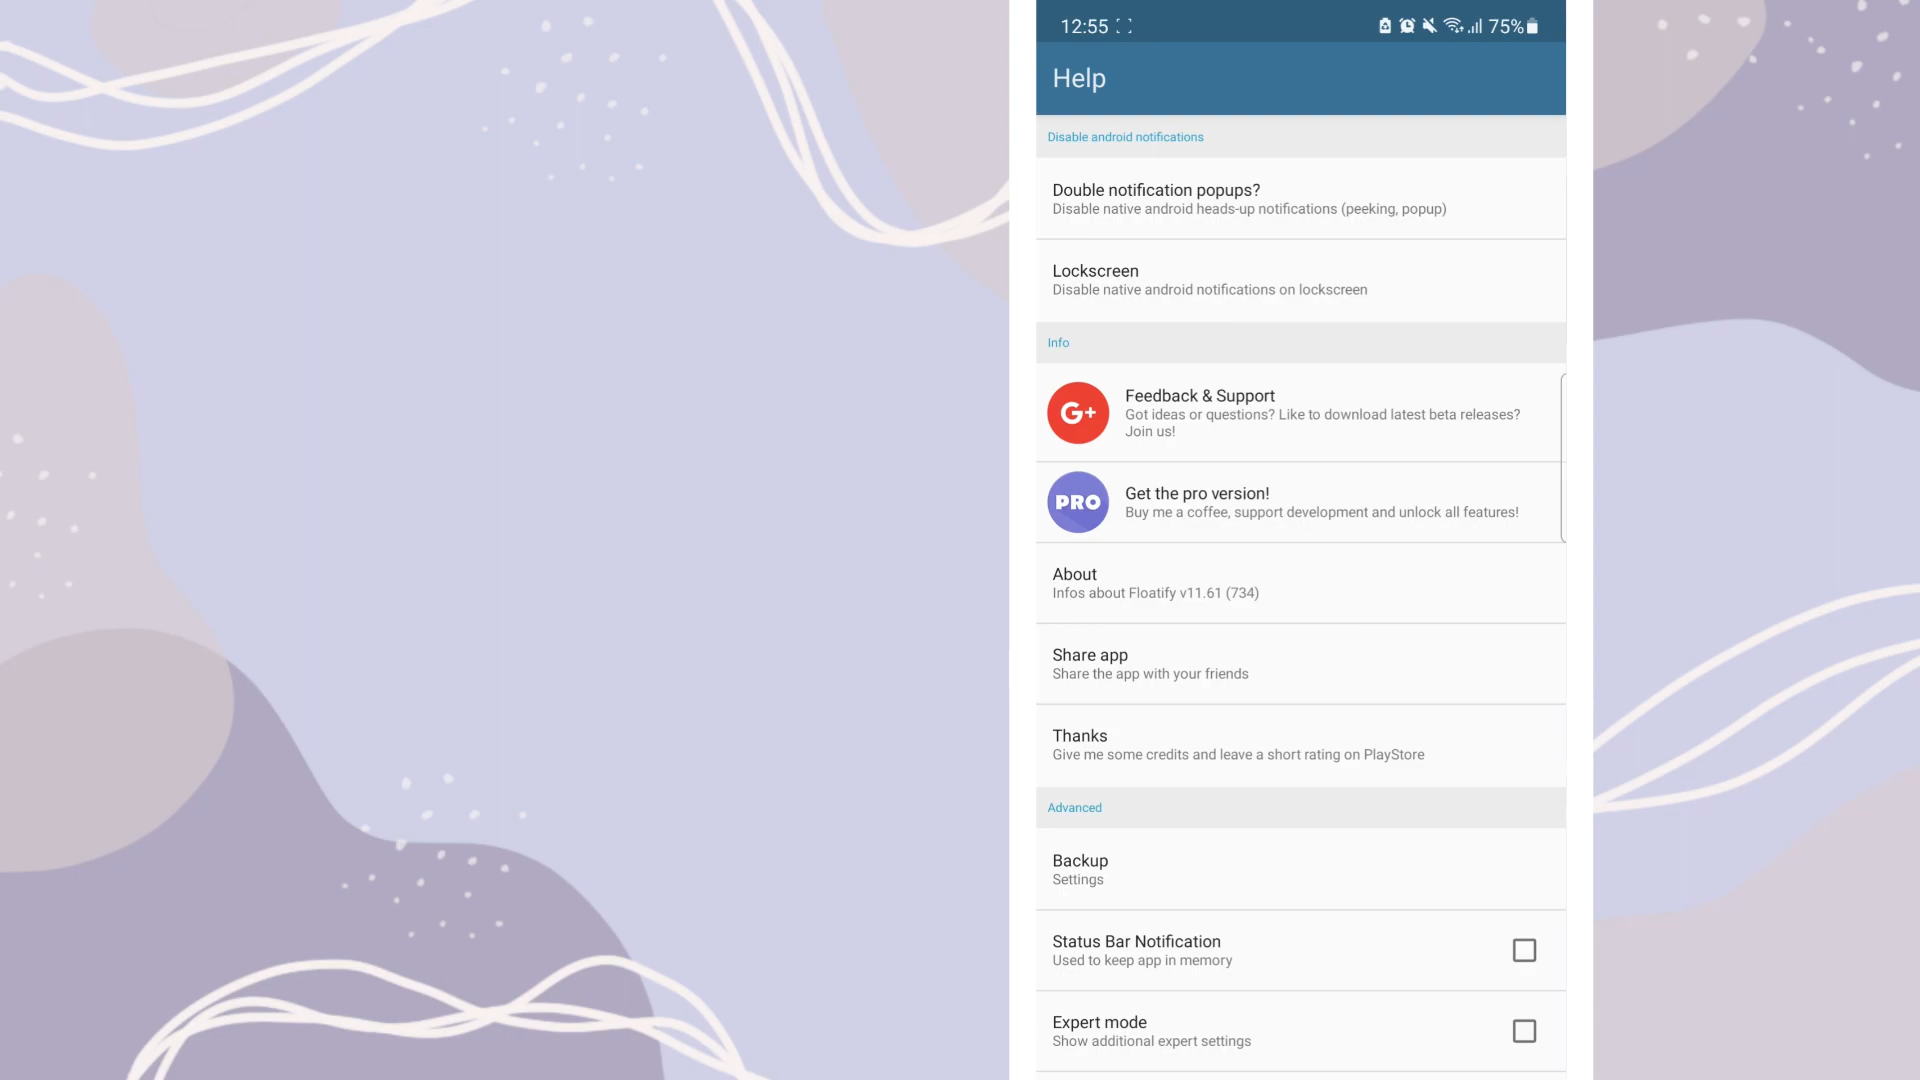 12:55
75%
Help
Disable android notifications
Double notification popups?
Disable native android heads-up notifications (peeking, popup)
Lockscreen
Disable native android notifications on lockscreen
Info
G+
Feedback & Support
Got ideas or questions? Like to download latest beta releases?
Join us!
PRO
Get the pro version!
Buy me a coffee, support development and unlock all features!
About
Infos about Floatify v11.61 (734)
Share app
Share the app with your friends
Thanks
Give me some credits and leave a short rating on PlayStore
Advanced
Backup
Settings
Status Bar Notification
Used to keep app in memory
Expert mode
Show additional expert settings